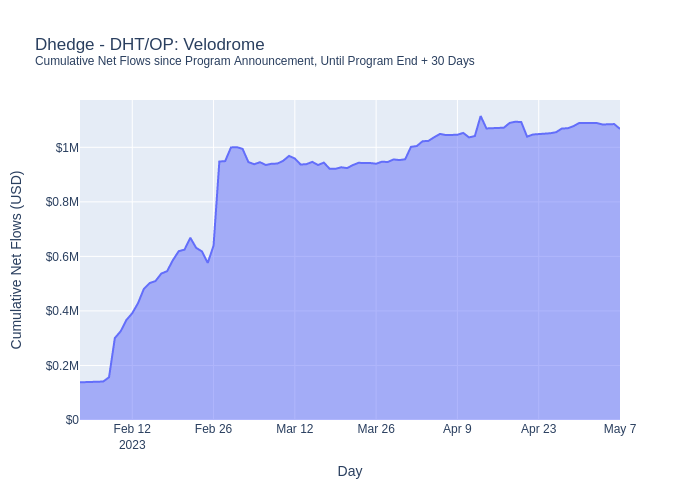 Dhedge - DHT/OP: Velodrome
Cumulative Net Flows since Program Announcement, Until Program End + 30 Days
Cumulative Net Flows (USD)
$1M
$0.8M
$0.6M
$0.4M
$0.2M
$0
Feb 12 Feb 26 Mar 12 Mar 26 Apr 9 Apr 23 May 7
2023
Day